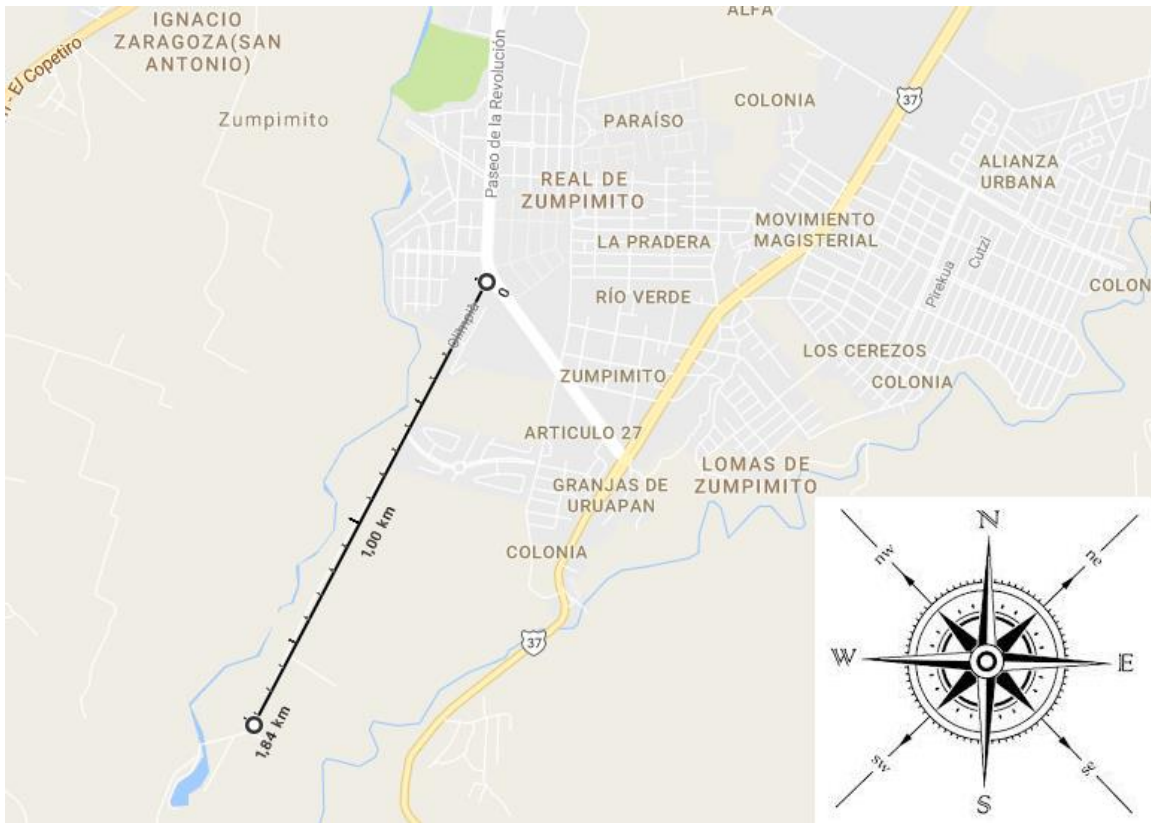 IGNACIO
ZARAGOZA(SAN
ANTONIO)
El Copetiro
Zumpimito
Paseo de la Revolución
ALFA
COLONIA
37
PARAÍSO
REAL DE
ZUMPIMITO
LA PRADERA
MOVIMIENTO
MAGISTERIAL
ALIANZA
URBANA
Pirekua
Cutzi
COLON
RÍO VERDE
0
Olimpia
LOS CEREZOS
COLONIA
ZUMPIMITO
ARTICULO 27
LOMAS DE
ZUMPIMITO
GRANJAS DE
URUAPAN
1,00 km
COLONIA
37
1,84 km
N
nw
ne
W
E
sw
se
S